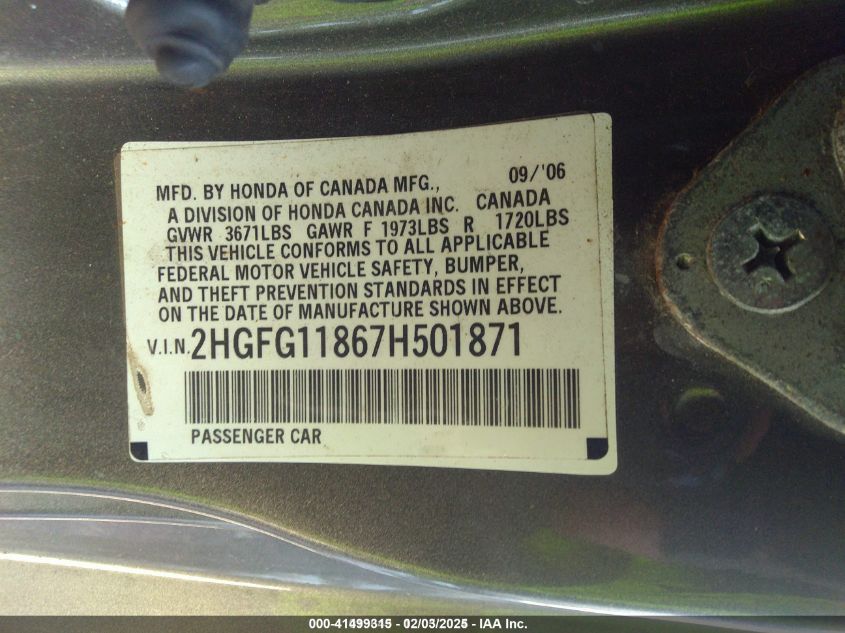 09/'06
MFD. BY HONDA OF CANADA MFG.,
A DIVISION OF HONDA CANADA INC. CANADA
GVWR 3671LBS GAWR F 1973LBS R 1720LBS
THIS VEHICLE CONFORMS TO ALL APPLICABLE
FEDERAL MOTOR VEHICLE SAFETY, BUMPER,
AND THEFT PREVENTION STANDARDS IN EFFECT
ON THE DATE OF MANUFACTURE SHOWN ABOVE.
V.I.N. 2HGFG11867H501871
PASSENGER CAR
000-41499315 - 02/03/2025 - IAA Inc.